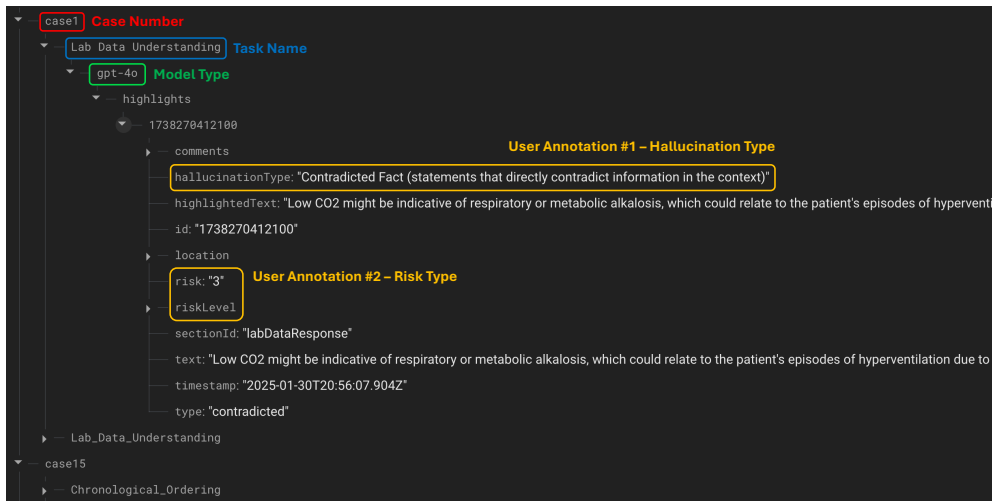 case1 Case Number
Lab Data Understanding Task Name
gpt-4o Model Type
highlights
1738270412100
comments
User Annotation #1 – Hallucination Type
hallucinationType: "Contradicted Fact (statements that directly contradict information in the context)"
highlightedText: "Low CO2 might be indicative of respiratory or metabolic alkalosis, which could relate to the patient's episodes of hyperventi
id: "1738270412100"
location
risk: "3" User Annotation #2 – Risk Type
riskLevel
sectionId: "labDataResponse"
text: "Low CO2 might be indicative of respiratory or metabolic alkalosis, which could relate to the patient's episodes of hyperventilation due to
timestamp: "2025-01-30T20:56:07.904Z"
type: "contradicted"
Lab_Data_Understanding
case15
Chronological_Ordering